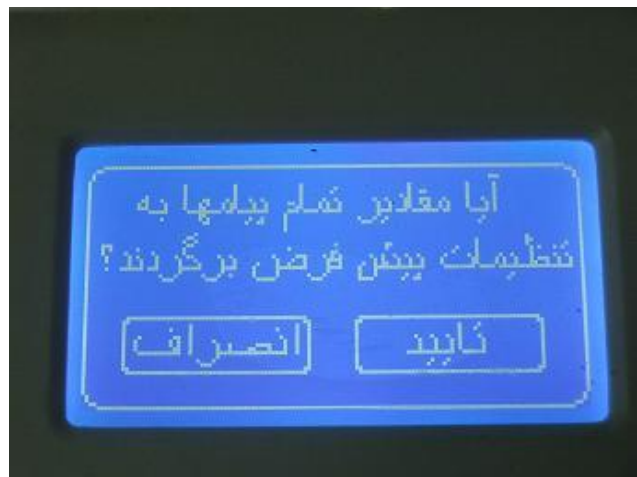 آیا مقادیر تمام پیامها به
تنظیمات پیش فرض برگردند؟
تایید
انصراف